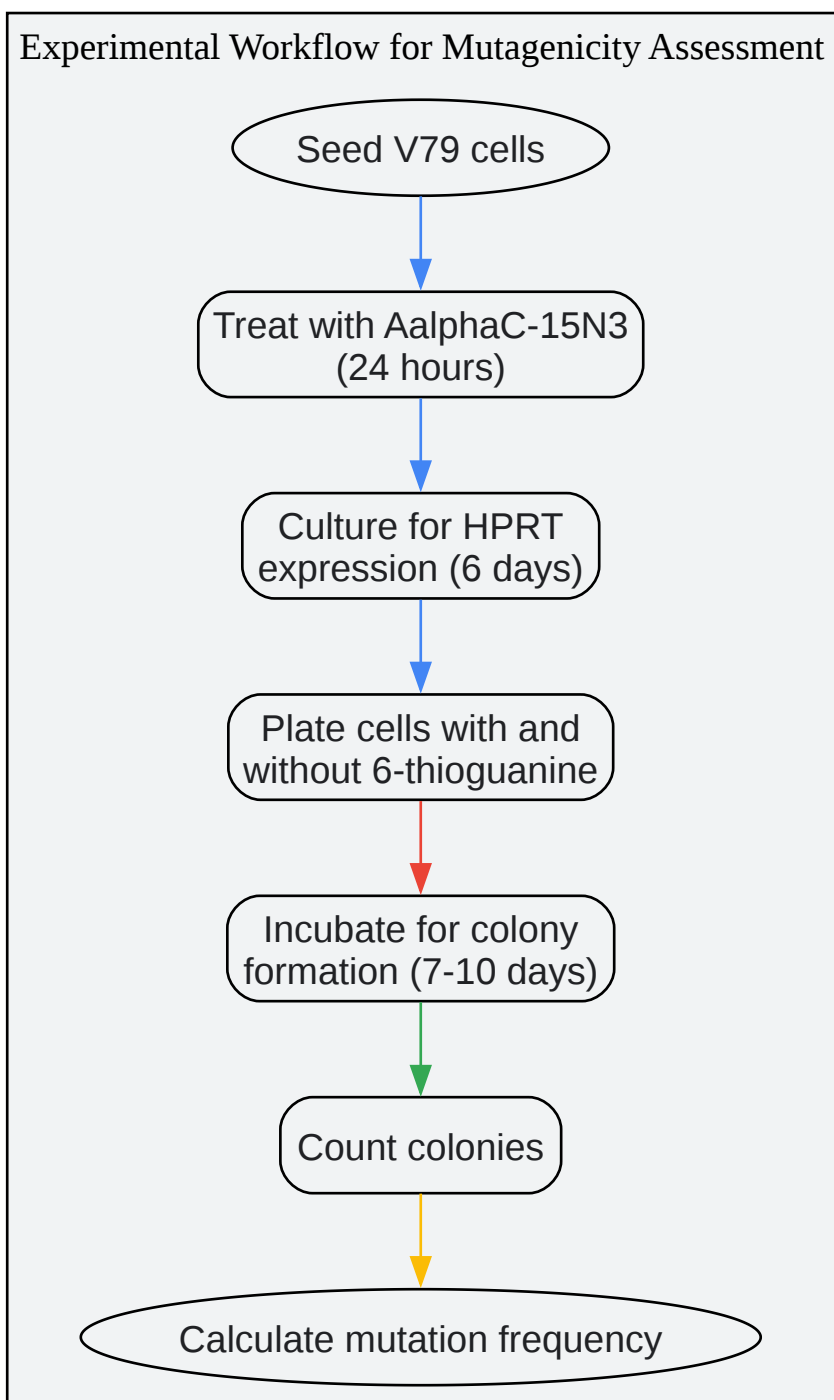 Experimental Workflow for Mutagenicity Assessment
Seed V79 cells
Treat with AalphaC-15N3
(24 hours)
Culture for HPRT
expression (6 days)
Plate cells with and
without 6-thioguanine
Incubate for colony
formation (7-10 days)
Count colonies
Calculate mutation frequency